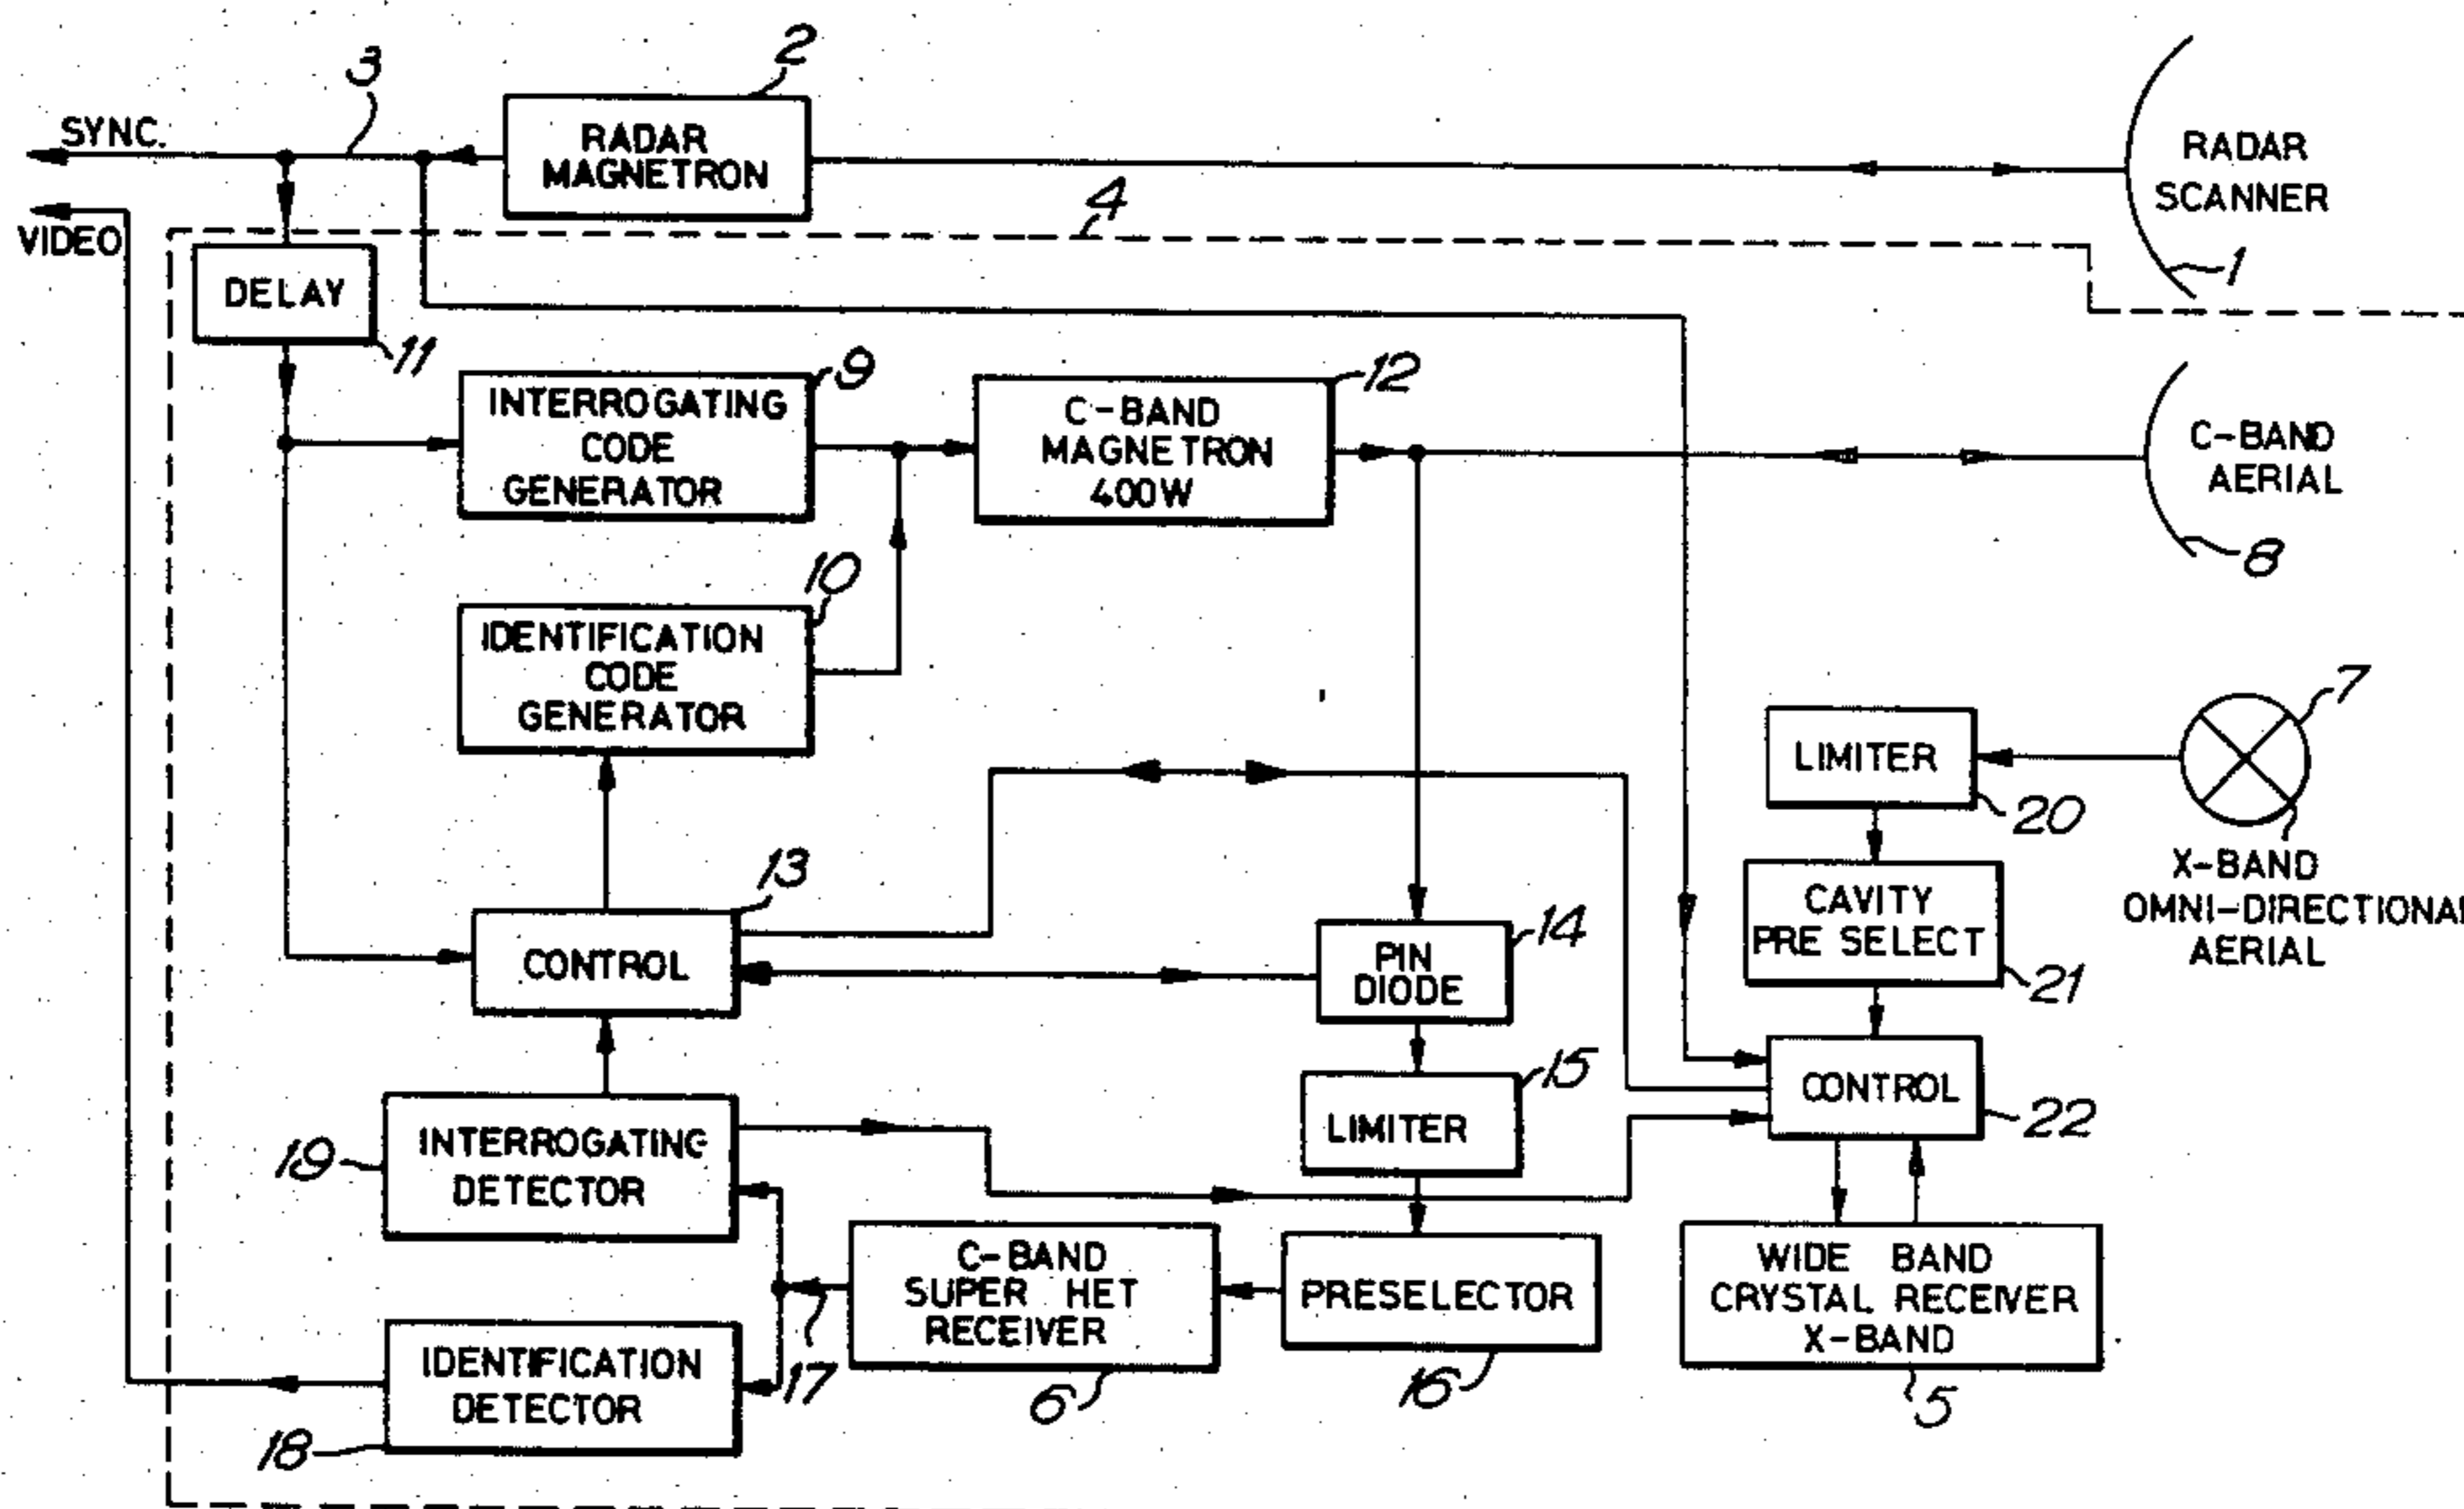 3
2
SYNC.
RADAR
MAGNETRON
4
RADAR
SCANNER
1
VIDEO
DELAY
11
9
INTERROGATING
CODE
GENERATOR
12
C-BAND
MAGNETRON
400W
C-BAND
AERIAL
8
10
IDENTIFICATION
CODE
GENERATOR
7
LIMITER
20
X-BAND
OMNI-DIRECTIONAL
AERIAL
13
CONTROL
14
PIN
DIODE
CAVITY
PRE SELECT
21
15
LIMITER
CONTROL
22
19
INTERROGATING
DETECTOR
C-BAND
SUPER HET
RECEIVER
6
17
PRESELECTOR
16
WIDE BAND
CRYSTAL RECEIVER
X-BAND
5
IDENTIFICATION
DETECTOR
18